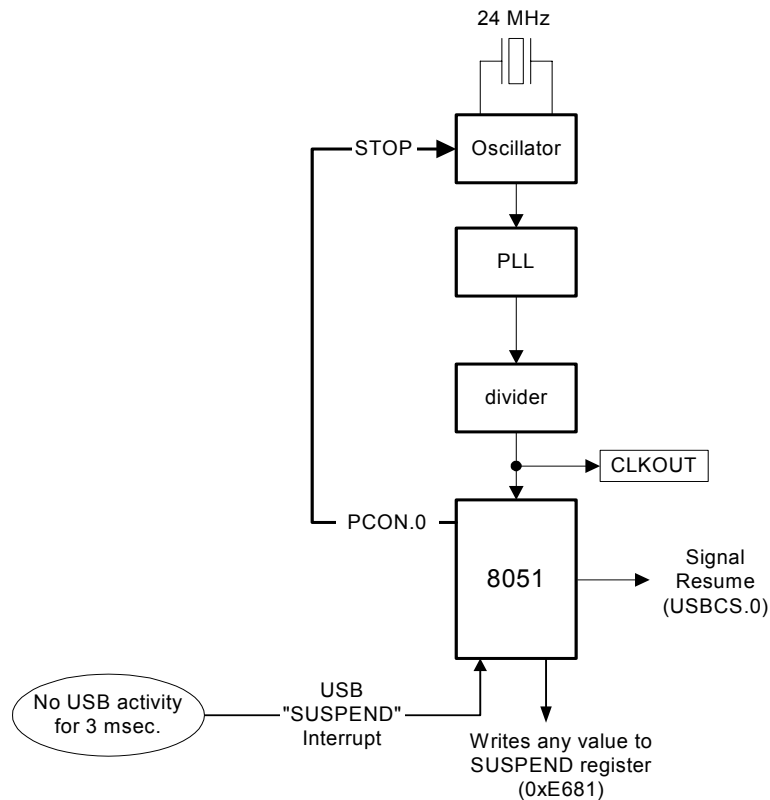 24 MHz
STOP
Oscillator
PLL
divider
CLKOUT
PCON.0
8051
Signal
Resume
(USBCS.0)
No USB activity
for 3 msec.
USB
"SUSPEND"
Interrupt
Writes any value to
SUSPEND register
(0xE681)